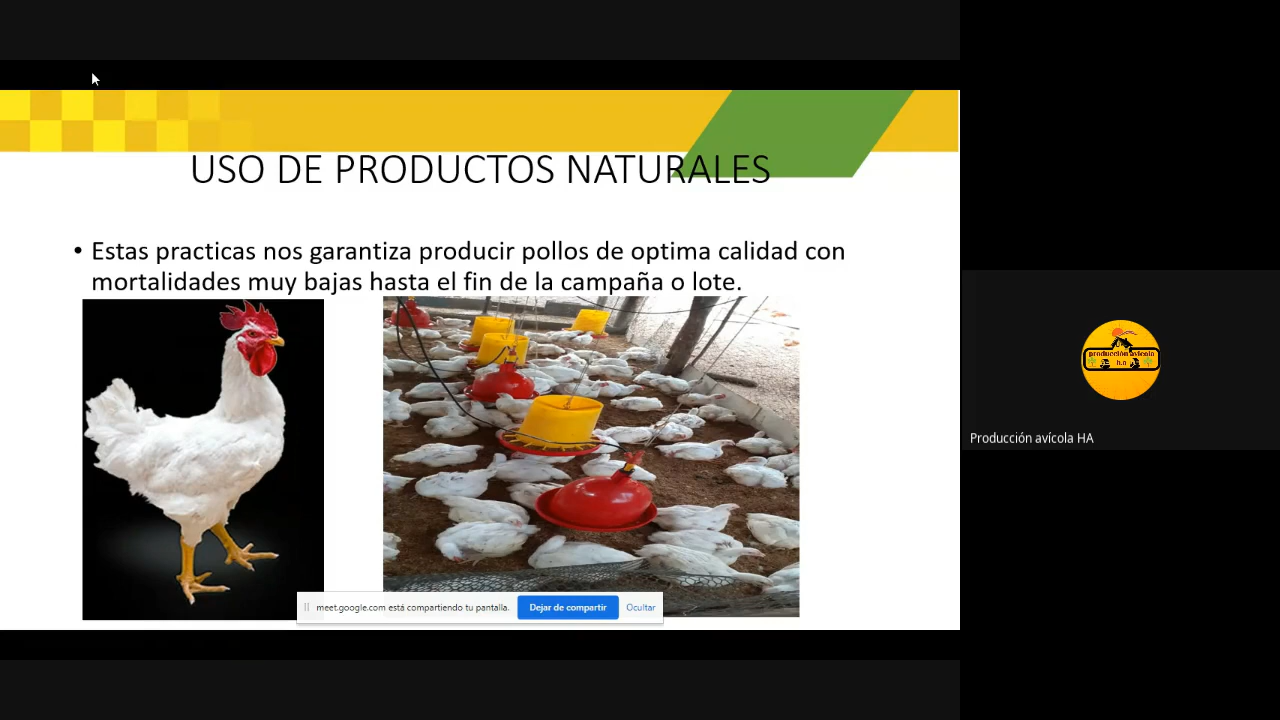 USO DE PRODUCTOS NATURALES
• Estas practicas nos garantiza producir pollos de optima calidad con
mortalidades muy bajas hasta el fin de la campaña o lote.
meet.google.com está compartiendo tu pantalla.
Dejar de compartir
Ocultar
producción avícola
h.a
Producción avícola HA